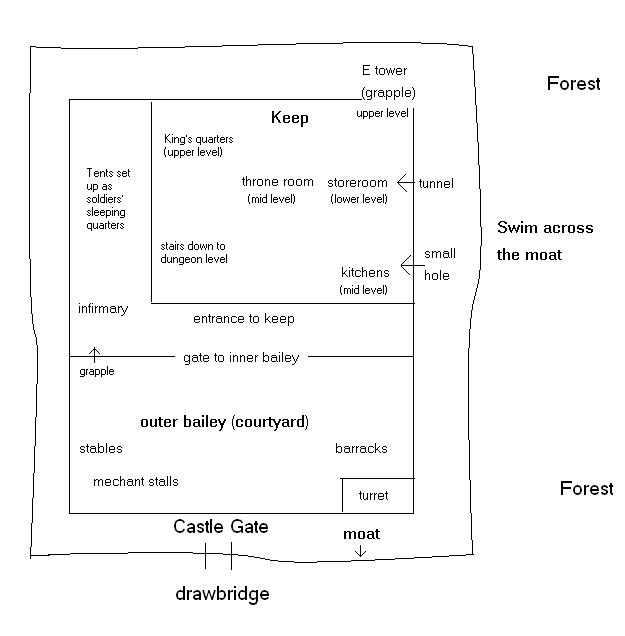 E tower
Forest
(grapple)
upper level
Keep
King's quarters
(upper level)
Tents set
up as
soldiers'
sleeping
quarters
throne room
(mid level)
storeroom
(lower level)
tunnel
Swim across
the moat
stairs down to
dungeon level
small
hole
kitchens
(mid level)
infirmary
entrance to keep
gate to inner bailey
grapple
outer bailey (courtyard)
stables
barracks
mechant stalls
turret
Forest
Castle Gate
moat
drawbridge